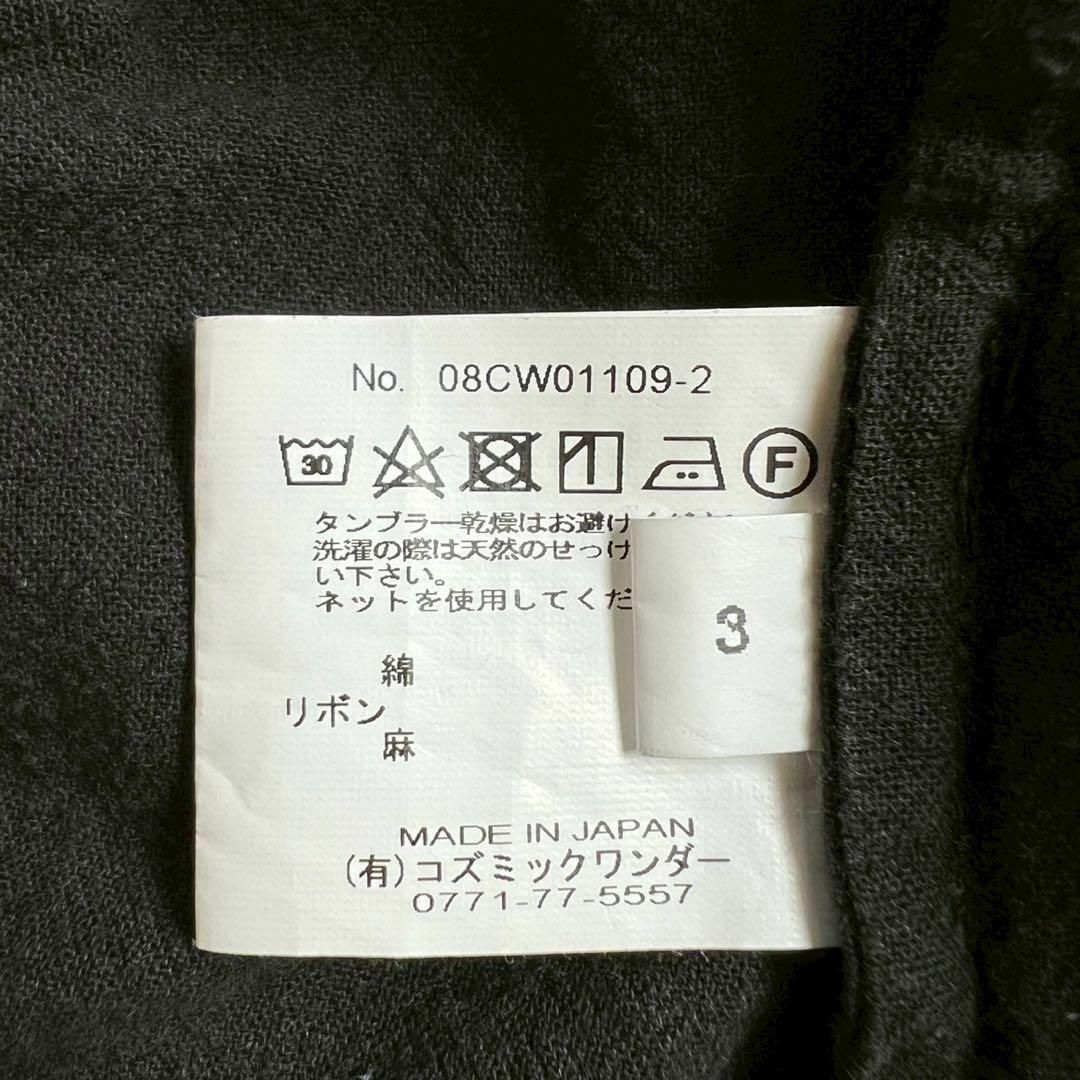 No. 08CW01109-2
30
F
タンブラー乾燥はお避け
洗濯の際は天然のせっけ
い下さい。
ネットを使用してくだ
3
綿
リボン
麻
MADE IN JAPAN
(有)コズミックワンダー
0771-77-5557